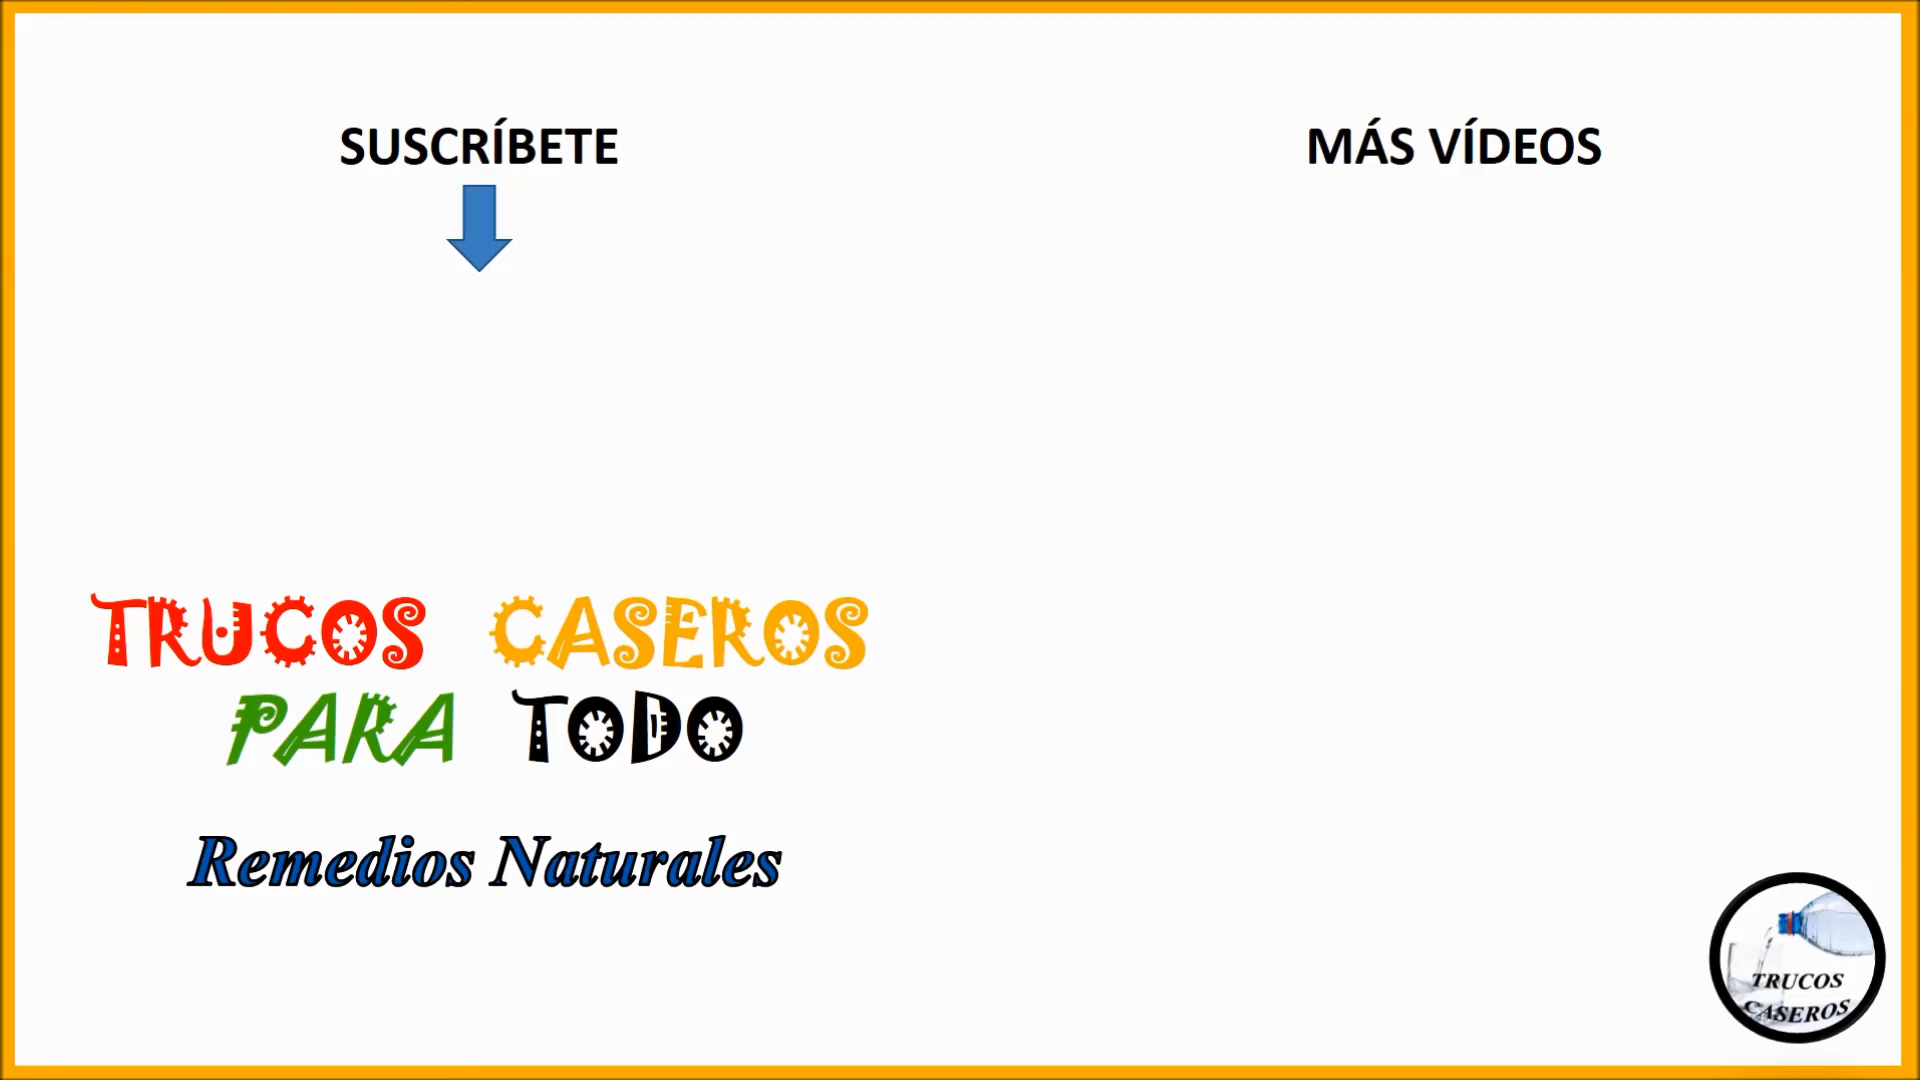 SUSCRÍBETE
MÁS VÍDEOS
TRUCOS CASEROS
PARA TODO
Remedios Naturales
TRUCOS
CASEROS